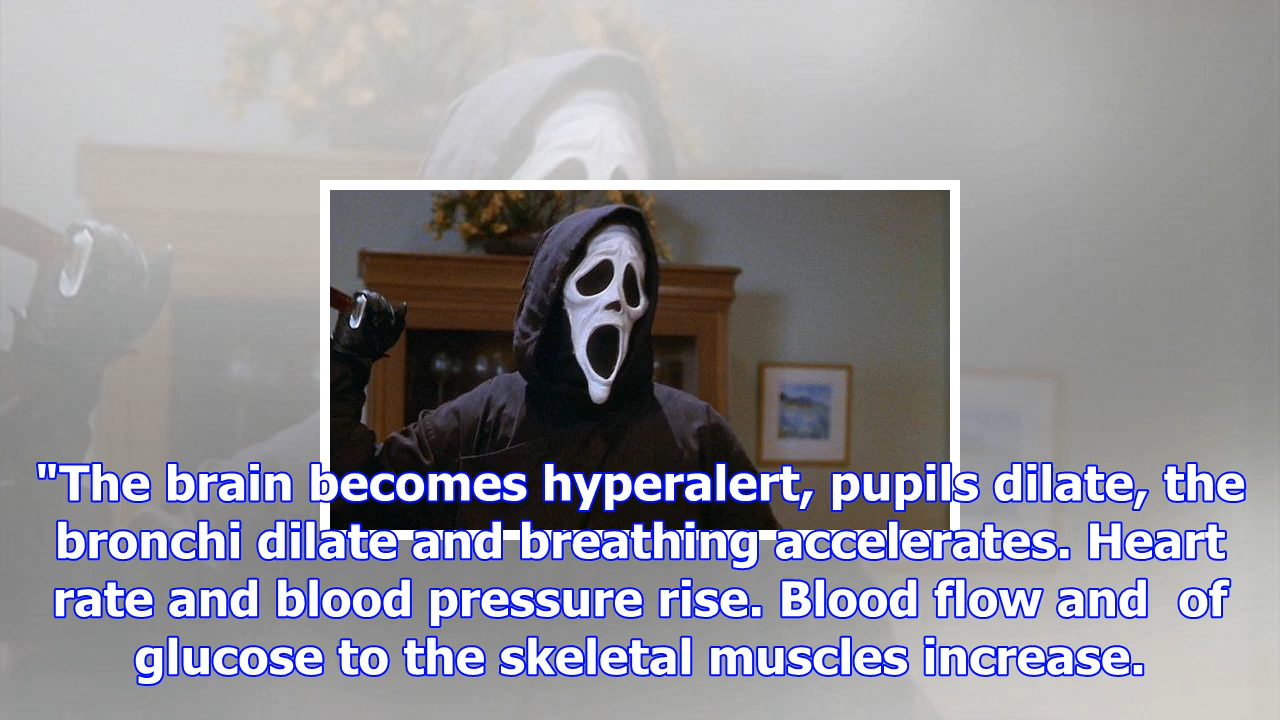 "The brain becomes hyperalert, pupils dilate, the
bronchi dilate and breathing accelerates. Heart
rate and blood pressure rise. Blood flow and  of
glucose to the skeletal muscles increase.